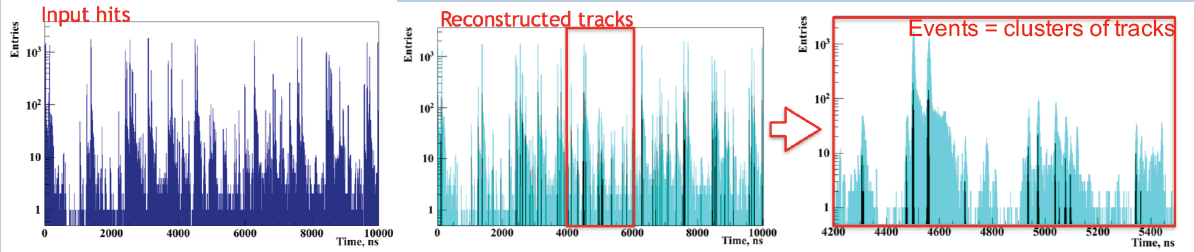 Input hits
Entries
10³
10²
10
1
0 2000 4000 6000 8000 10000
Time, ns
Reconstructed tracks
Entries
10³
10²
10
1
0 2000 4000 6000 8000 10000
Time, ns
Events = clusters of tracks
Entries
10³
10²
10
1
4200 4400 4600 4800 5000 5200 5400
Time, ns